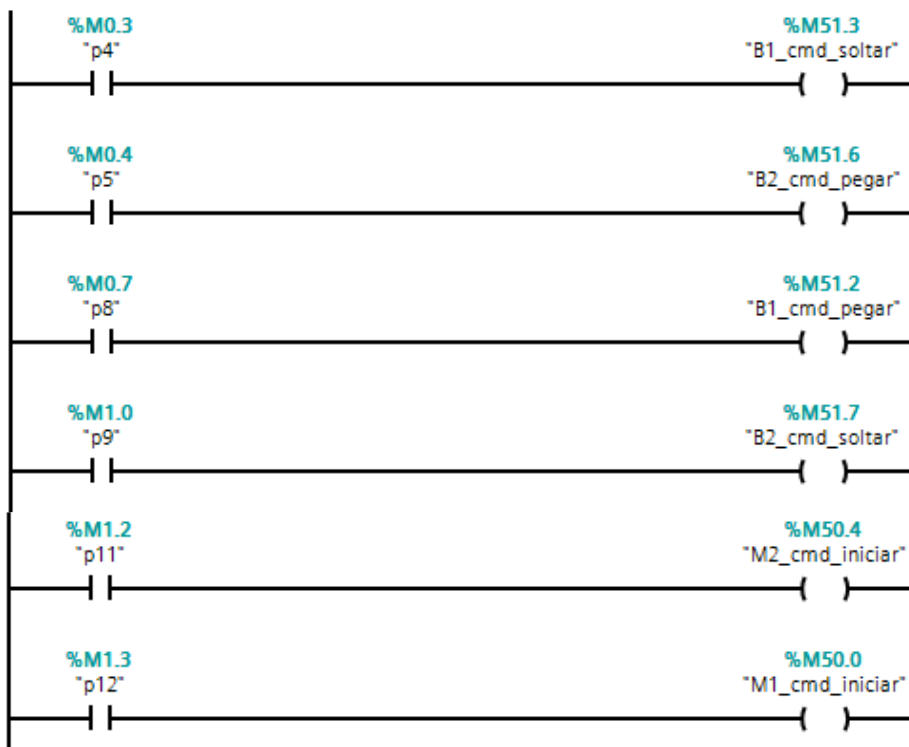 %M0.3 %M51.3
"p4" "B1_cmd_soltar"
%M0.4 %M51.6
"p5" "B2_cmd_pegar"
%M0.7 %M51.2
"p8" "B1_cmd_pegar"
%M1.0 %M51.7
"p9" "B2_cmd_soltar"
%M1.2 %M50.4
"p11" "M2_cmd_iniciar"
%M1.3 %M50.0
"p12" "M1_cmd_iniciar"